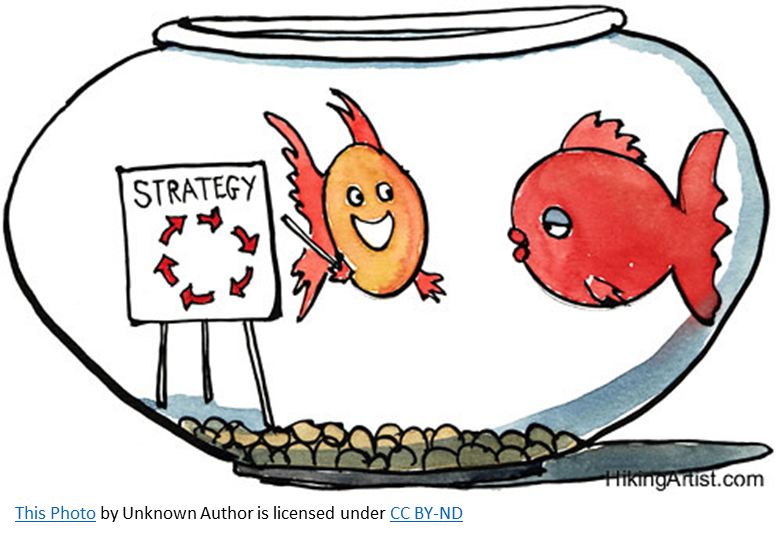 STRATEGY
HikingArtist.com
This Photo by Unknown Author is licensed under CC BY-ND